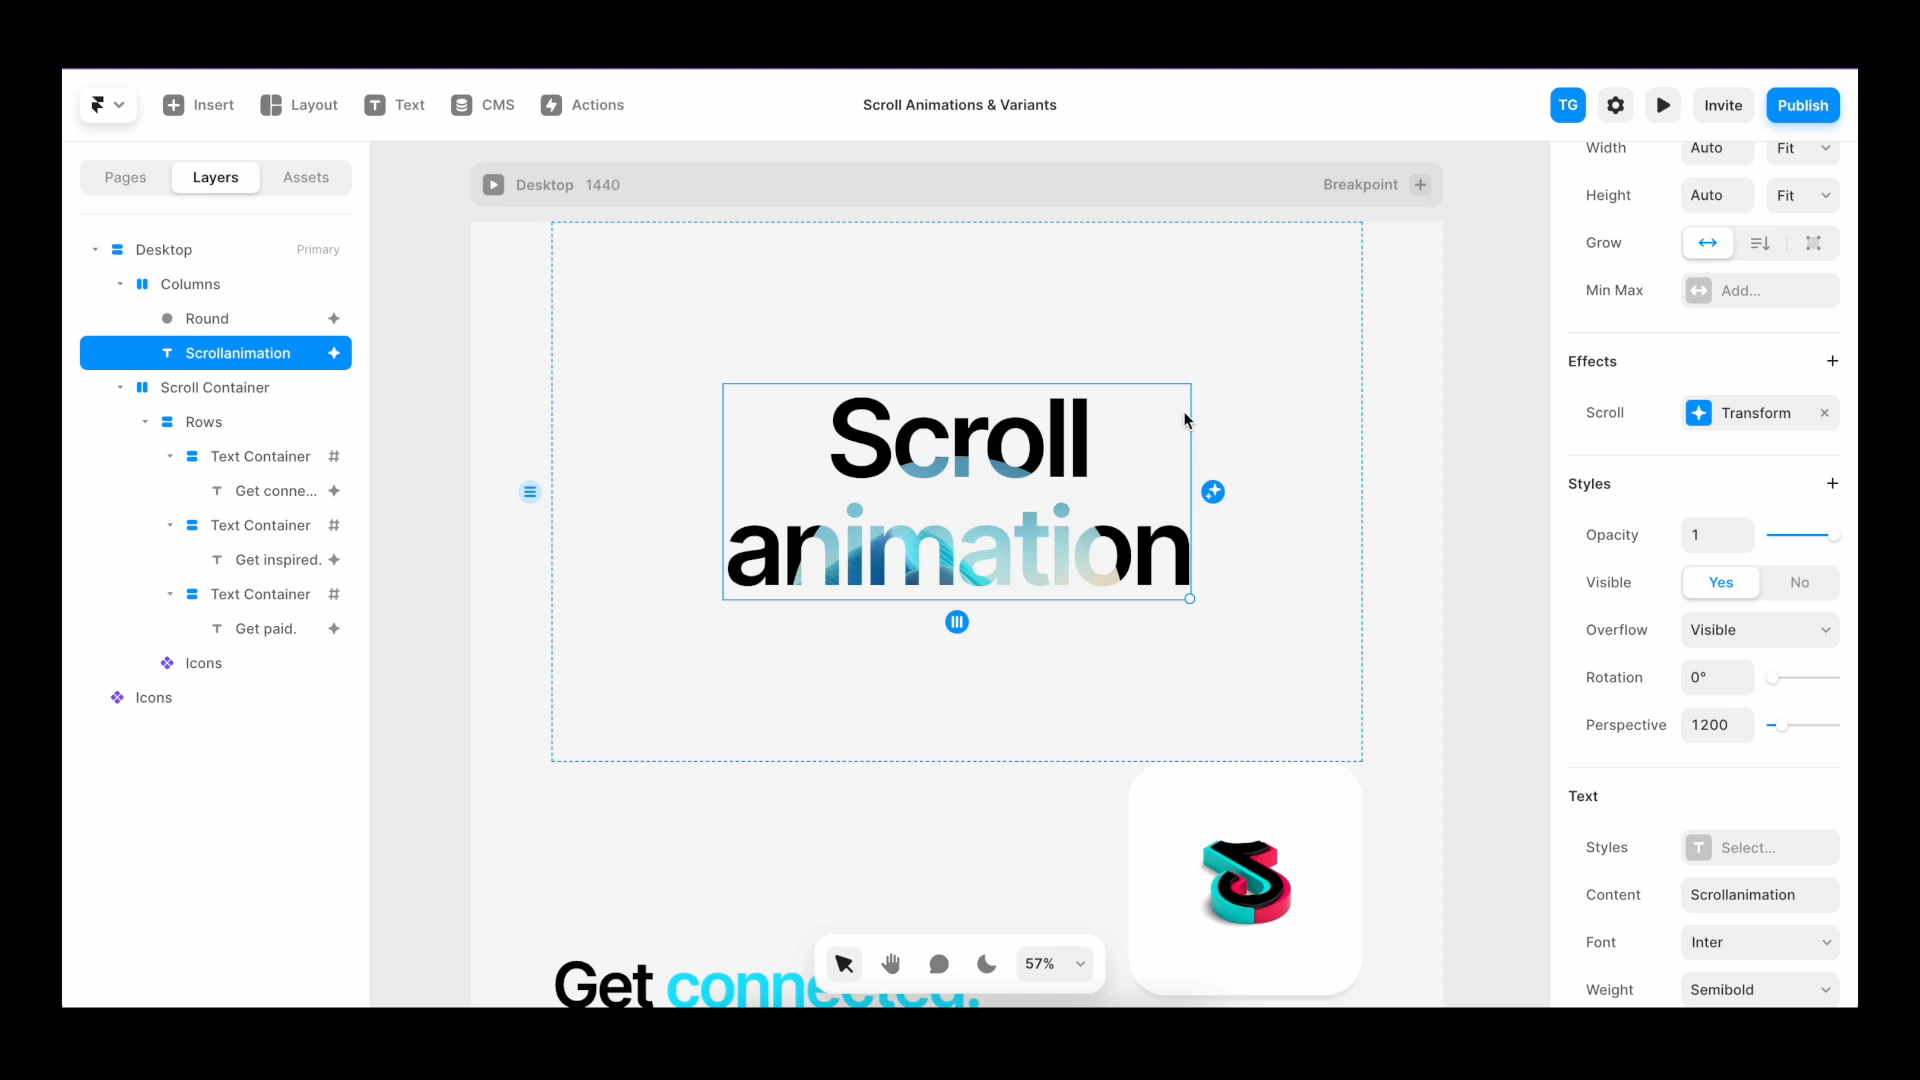 Insert
Layout
Text
CMS
Actions
Scroll Animations & Variants
TG
Invite
Publish
Pages
Layers
Assets
Desktop
Primary
Columns
Round
Scrollanimation
Scroll Container
Rows
Text Container
Get conne...
Text Container
Get inspired.
Text Container
Get paid.
Icons
Icons
Desktop 1440
Breakpoint
Scroll
animation
Get connected.
57%
Width Auto Fit
Height Auto Fit
Grow
Min Max Add...
Effects
Scroll Transform
Styles
Opacity 1
Visible Yes No
Overflow Visible
Rotation 0°
Perspective 1200
Text
Styles Select...
Content Scrollanimation
Font Inter
Weight Semibold